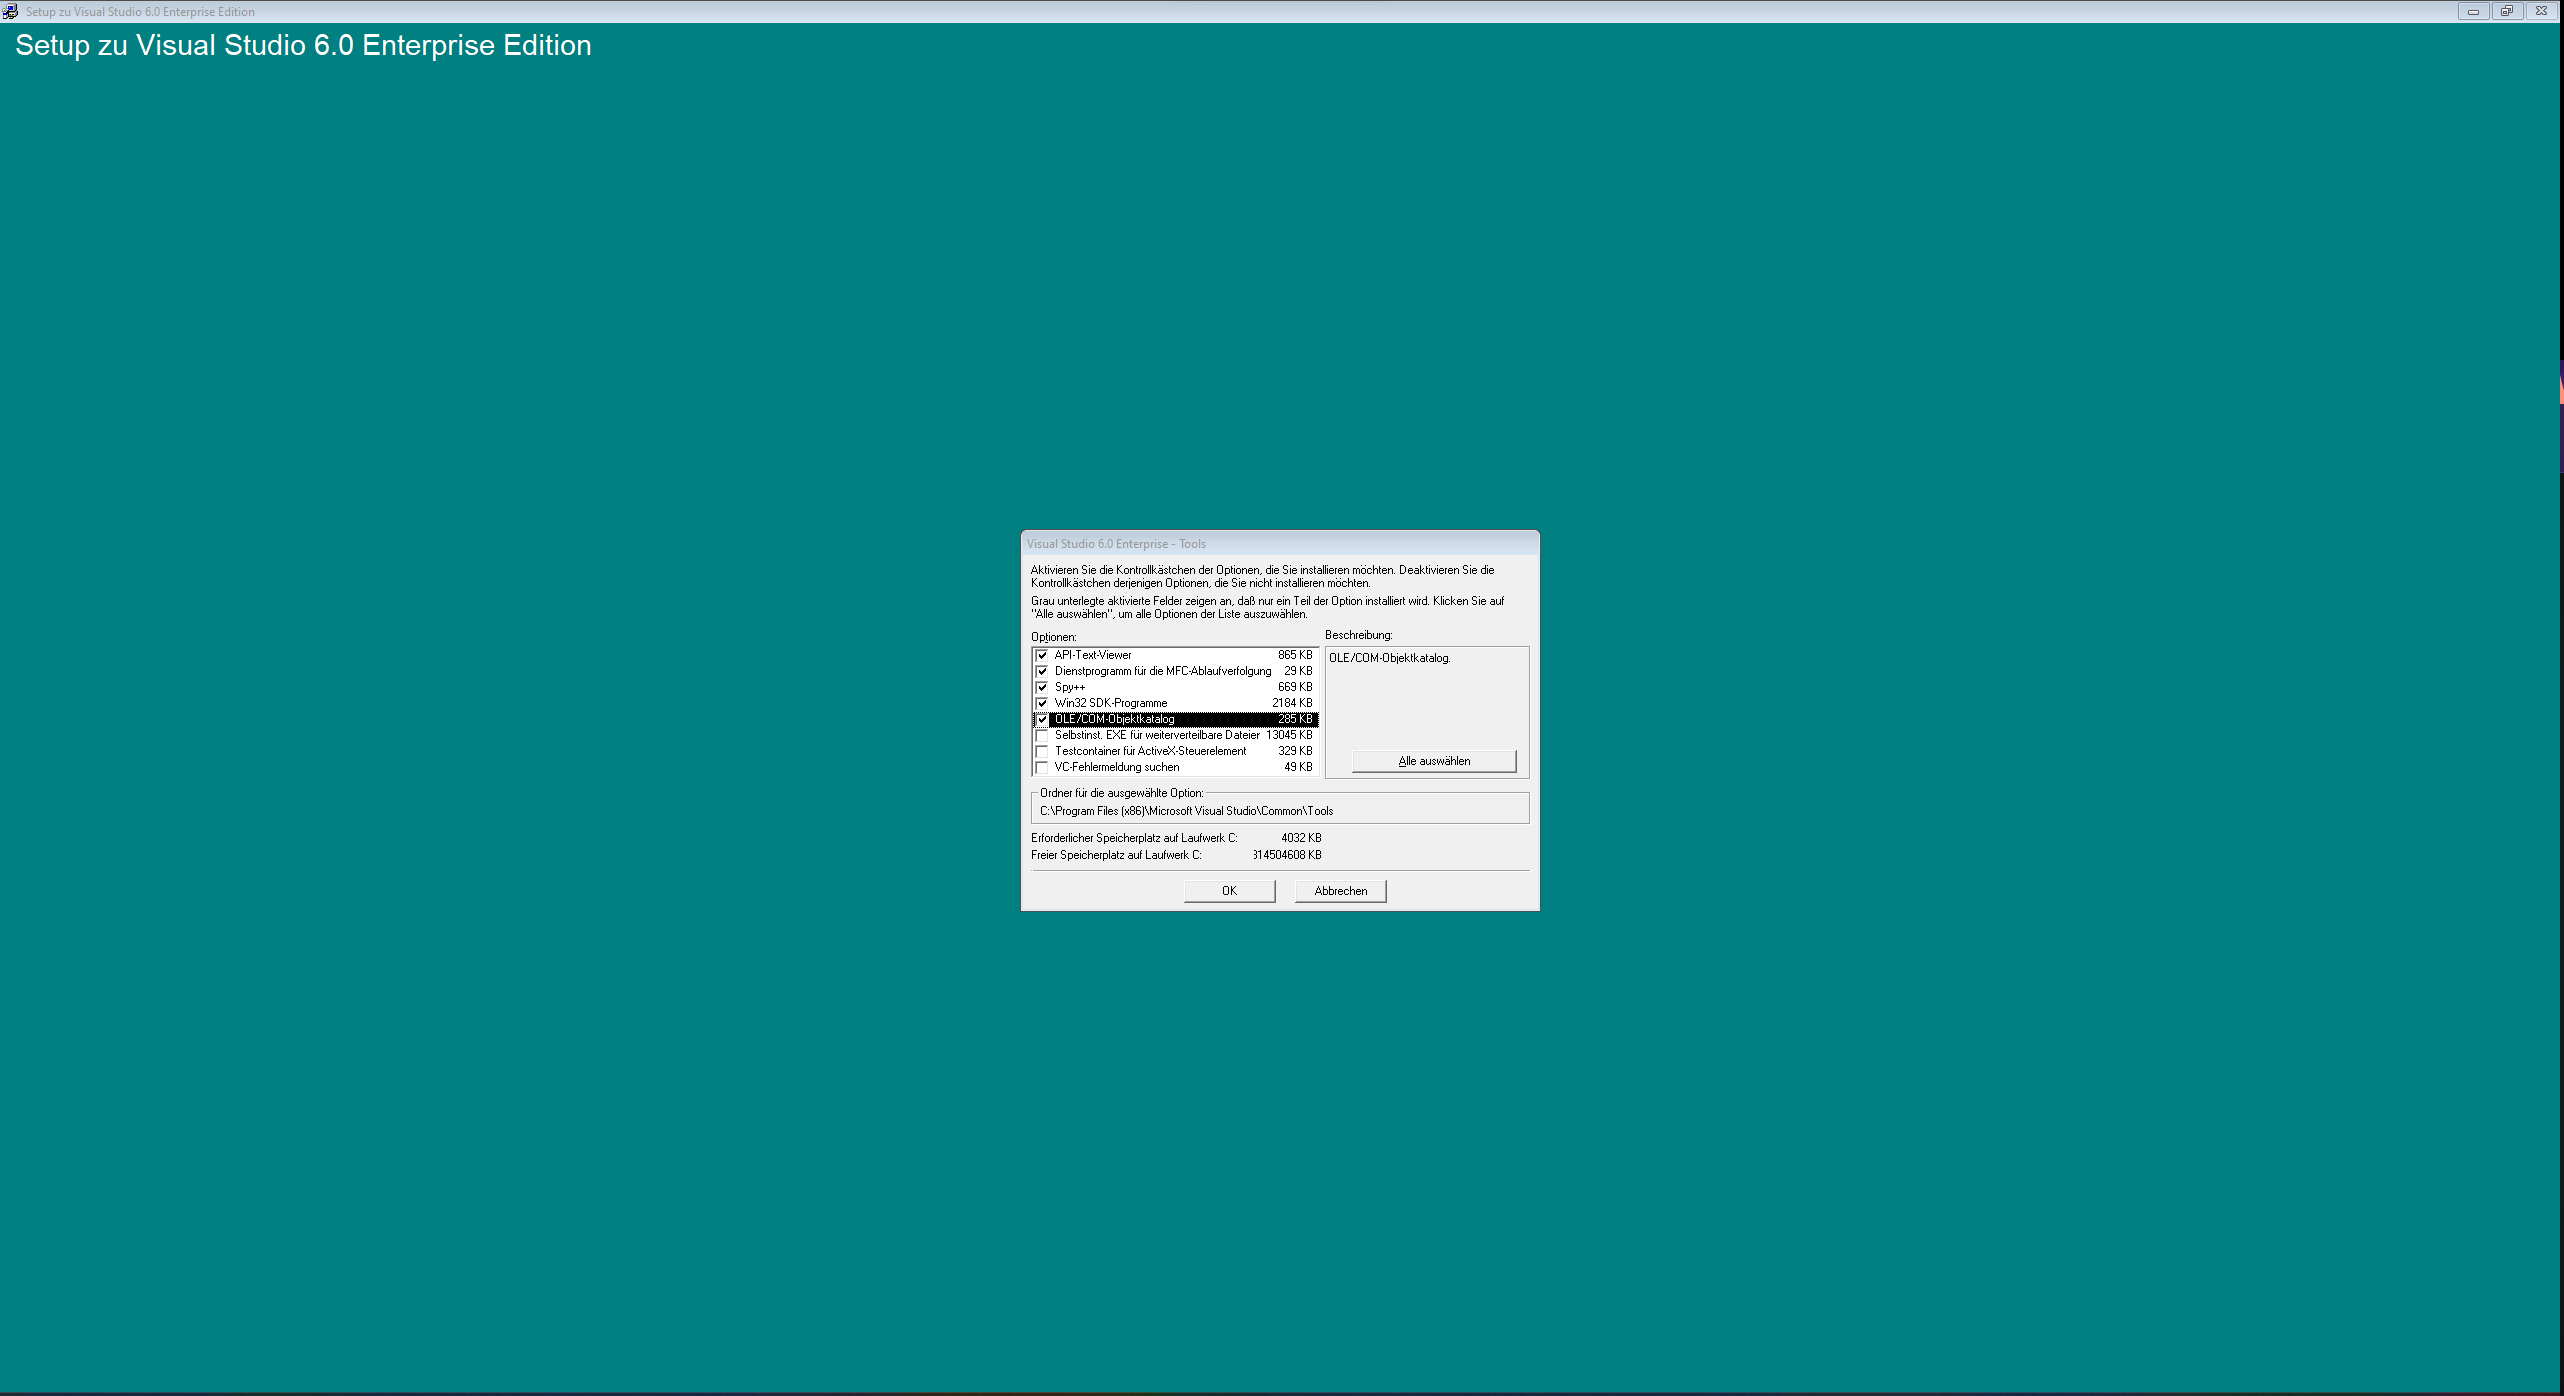 Setup zu Visual Studio 6.0 Enterprise Edition
Setup zu Visual Studio 6.0 Enterprise Edition
Visual Studio 6.0 Enterprise - Tools
Aktivieren Sie die Kontrollkästchen der Optionen, die Sie installieren möchten. Deaktivieren Sie die
Kontrollkästchen derjenigen Optionen, die Sie nicht installieren möchten.
Grau unterlegte aktivierte Felder zeigen an, daß nur ein Teil der Option installiert wird. Klicken Sie auf
"Alle auswählen", um alle Optionen der Liste auszuwählen.
Optionen:
API-Text-Viewer 865 KB
Dienstprogramm für die MFC-Ablaufverfolgung 29 KB
Spy++ 669 KB
Win32 SDK-Programme 2184 KB
OLE/COM-Objektkatalog 285 KB
Selbstinst. EXE für weiterverteilbare Dateier 13045 KB
Testcontainer für ActiveX-Steuerelement 329 KB
VC-Fehlermeldung suchen 49 KB
Beschreibung:
OLE/COM-Objektkatalog.
Alle auswählen
Ordner für die ausgewählte Option:
C:\Program Files (x86)\Microsoft Visual Studio\Common\Tools
Erforderlicher Speicherplatz auf Laufwerk C: 4032 KB
Freier Speicherplatz auf Laufwerk C: 314504608 KB
OK
Abbrechen